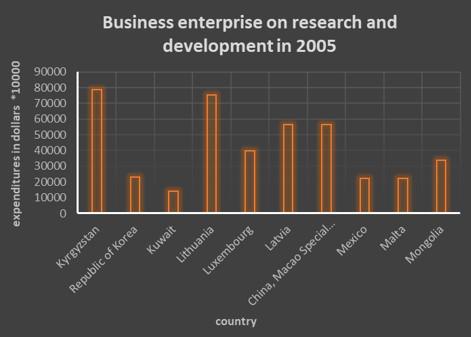 Business enterprise on research and
development in 2005
expenditures in dollars *10000
90000
80000
70000
60000
50000
40000
30000
20000
10000
0
Kyrgyzstan
Republic of Korea
Kuwait
Lithuania
Luxembourg
Latvia
China, Macao Special...
Mexico
Malta
Mongolia
country